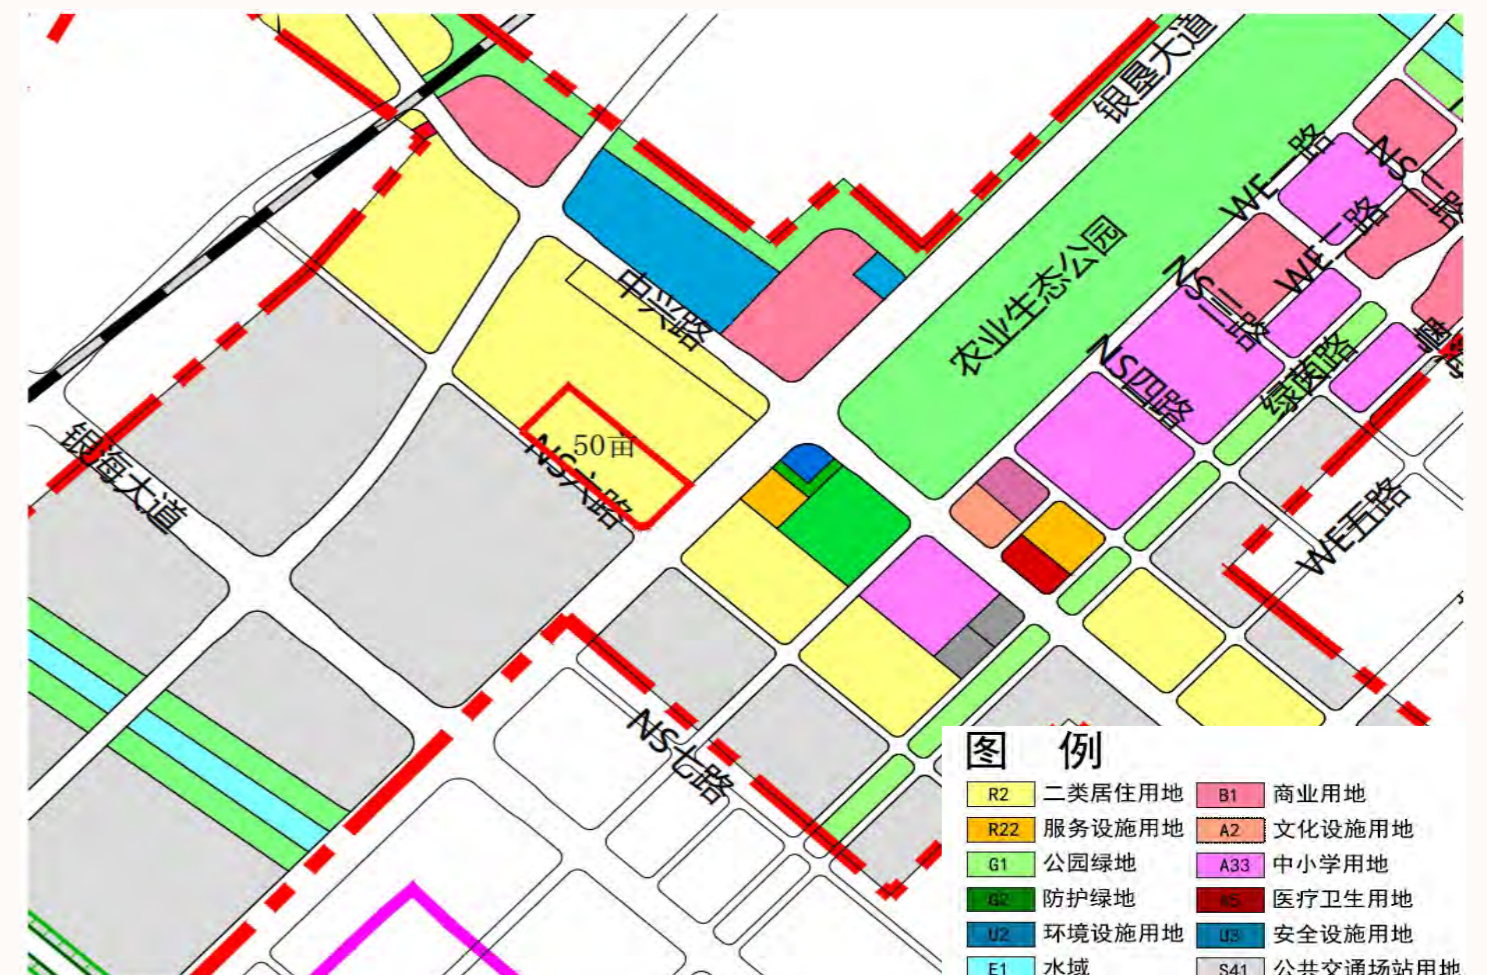 银垦大道
WE一路
NS一路
WE二路
中兴路
农业生态公园
NS三路
NS四路
绿茵路
银海大道
50亩
NS六路
WE五路
NS七路
图 例
R2 二类居住用地 B1 商业用地
R22 服务设施用地 A2 文化设施用地
G1 公园绿地 A33 中小学用地
G2 防护绿地 A5 医疗卫生用地
U2 环境设施用地 U3 安全设施用地
E1 水域 S41 公共交通场站用地